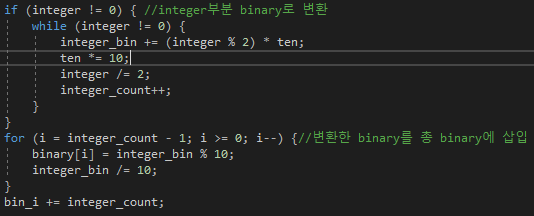 if (integer != 0) { //integer부분 binary로 변환
while (integer != 0) {
integer_bin += (integer % 2) * ten;
ten *= 10;
integer /= 2;
integer_count++;
}
}
for (i = integer_count - 1; i >= 0; i--) {//변환한 binary를 총 binary에 삽입
binary[i] = integer_bin % 10;
integer_bin /= 10;
}
bin_i += integer_count;